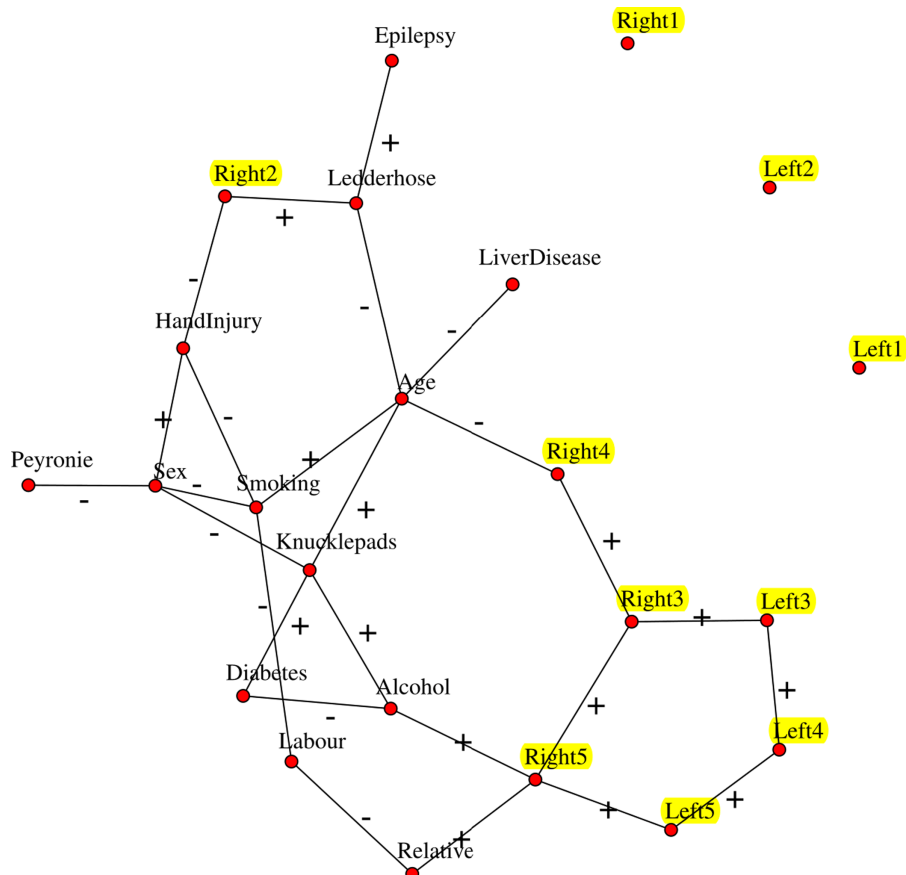 Right1
Epilepsy
+
Left2
Right2
Ledderhose
+
LiverDisease
-
-
-
HandInjury
Left1
Age
+
-
-
Right4
Peyronie
Sex
-
-
Smoking
+
+
-
Knucklepads
+
-
+
+
Right3
+
Left3
Diabetes
Alcohol
+
+
-
Labour
+
Right5
Left4
-
+
+
Left5
+
Relative